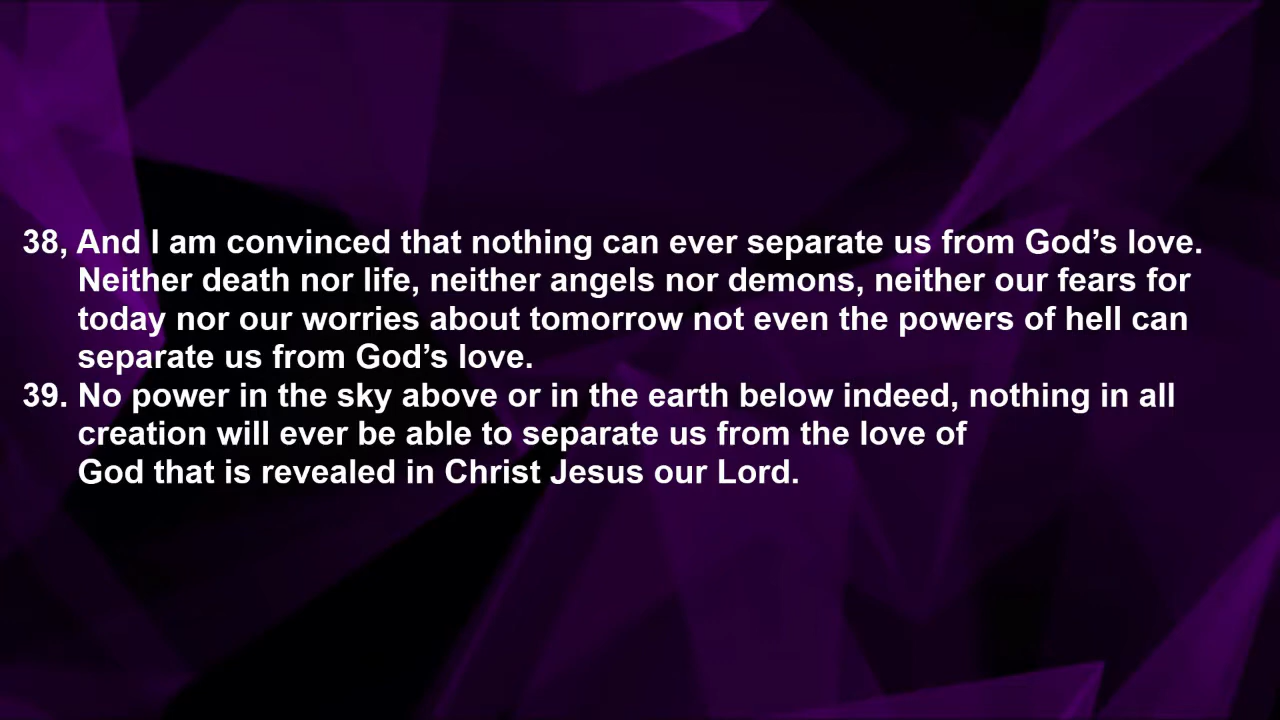 38, And I am convinced that nothing can ever separate us from God’s love.
Neither death nor life, neither angels nor demons, neither our fears for
today nor our worries about tomorrow not even the powers of hell can
separate us from God’s love.
39. No power in the sky above or in the earth below indeed, nothing in all
creation will ever be able to separate us from the love of
God that is revealed in Christ Jesus our Lord.